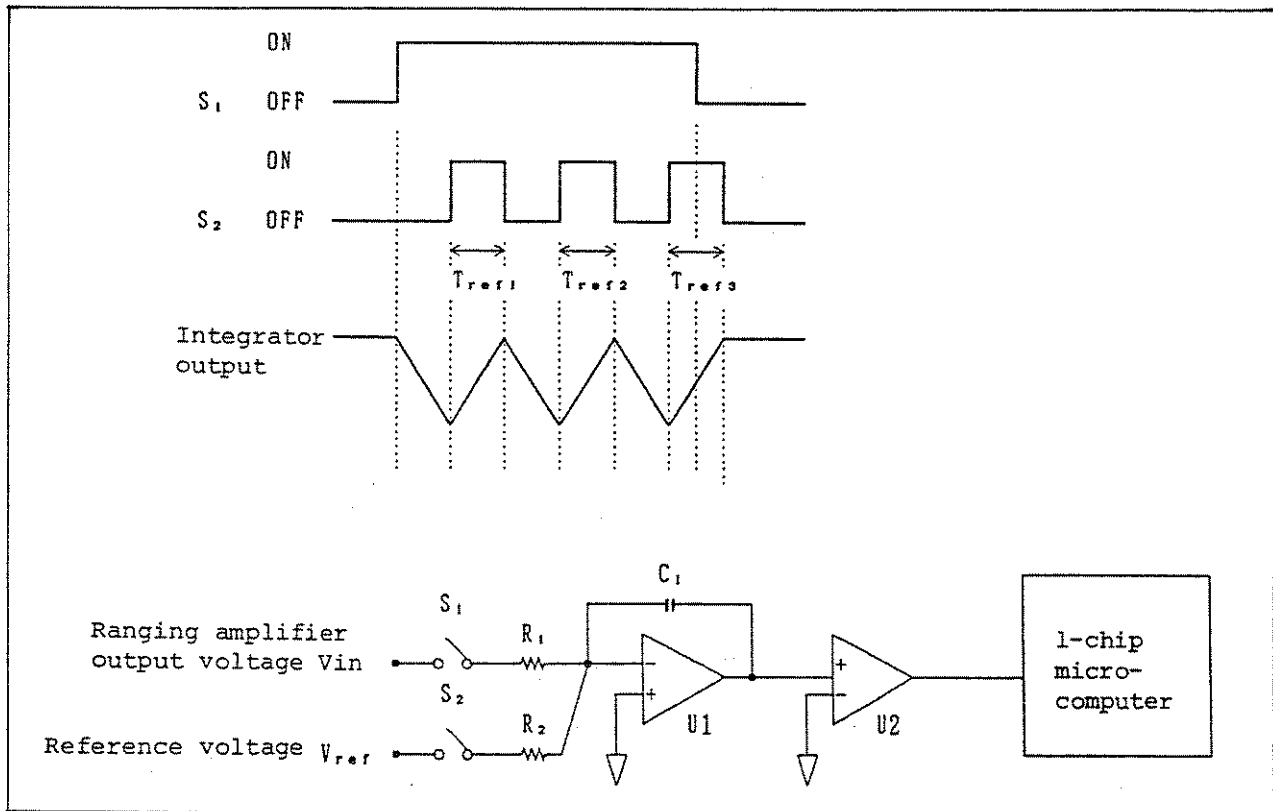 ON
S₁ OFF
ON
S₂ OFF
Tref1 Tref2 Tref3
Integrator
output
C₁
S₁
Ranging amplifier
output voltage Vin
R₁
S₂
R₂
Reference voltage Vref
-
+
U1
+
-
U2
1-chip
micro-
computer